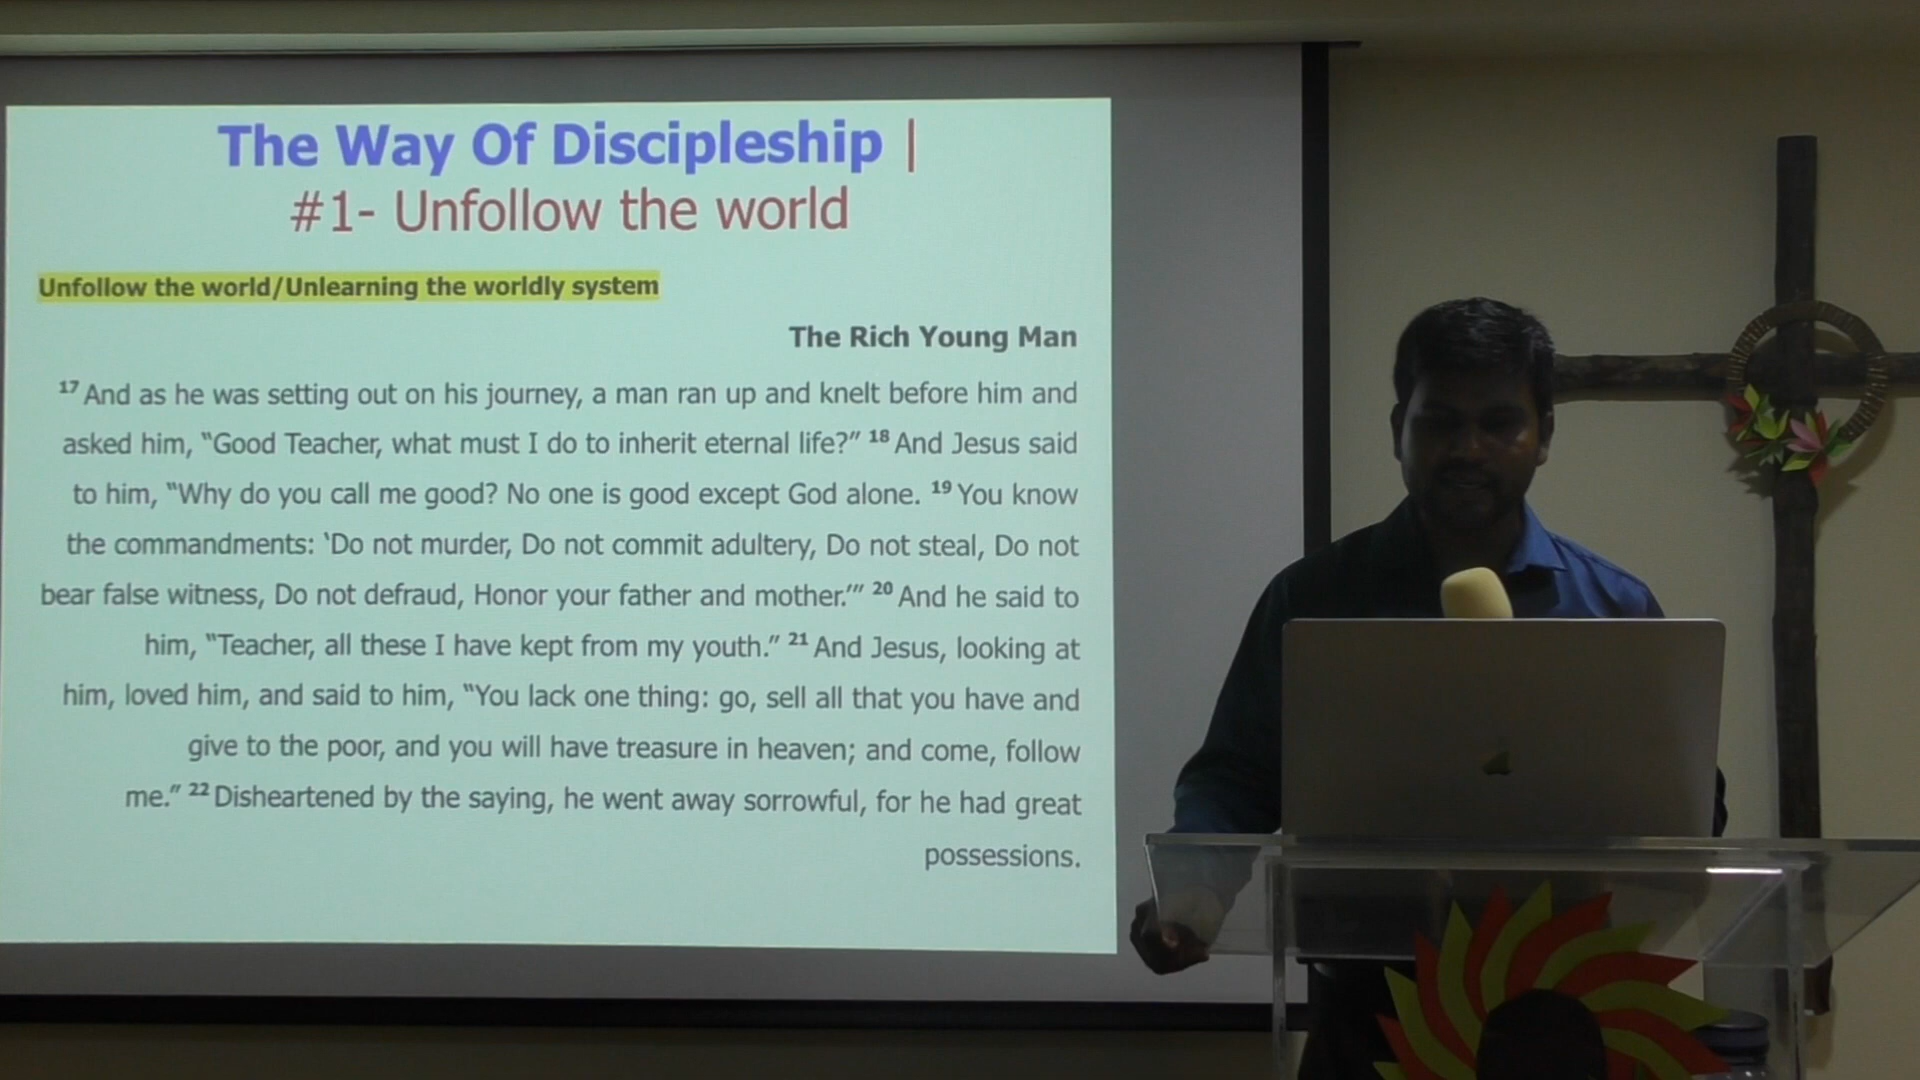 The Way Of Discipleship |
#1- Unfollow the world
Unfollow the world/Unlearning the worldly system
The Rich Young Man
17 And as he was setting out on his journey, a man ran up and knelt before him and
asked him, “Good Teacher, what must I do to inherit eternal life?” 18 And Jesus said
to him, “Why do you call me good? No one is good except God alone. 19 You know
the commandments: ‘Do not murder, Do not commit adultery, Do not steal, Do not
bear false witness, Do not defraud, Honor your father and mother.’” 20 And he said to
him, “Teacher, all these I have kept from my youth.” 21 And Jesus, looking at
him, loved him, and said to him, “You lack one thing: go, sell all that you have and
give to the poor, and you will have treasure in heaven; and come, follow
me.” 22 Disheartened by the saying, he went away sorrowful, for he had great
possessions.